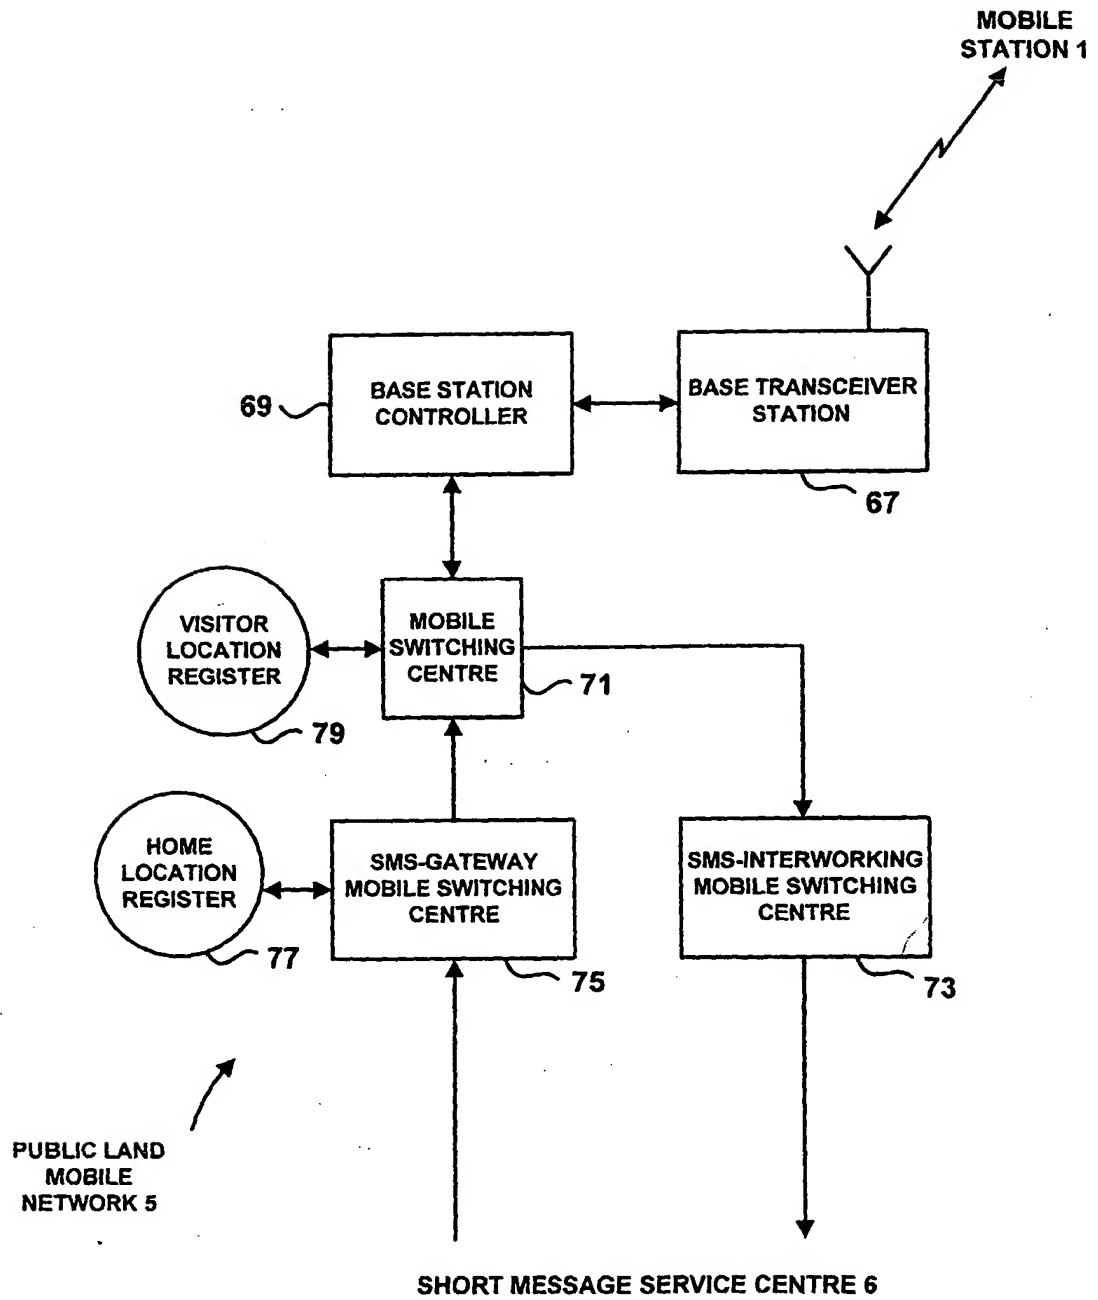 MOBILE
STATION 1
BASE STATION
CONTROLLER
69
BASE TRANSCEIVER
STATION
67
VISITOR
LOCATION
REGISTER
79
MOBILE
SWITCHING
CENTRE
71
HOME
LOCATION
REGISTER
77
SMS-GATEWAY
MOBILE SWITCHING
CENTRE
75
SMS-INTERWORKING
MOBILE SWITCHING
CENTRE
73
PUBLIC LAND
MOBILE
NETWORK 5
SHORT MESSAGE SERVICE CENTRE 6